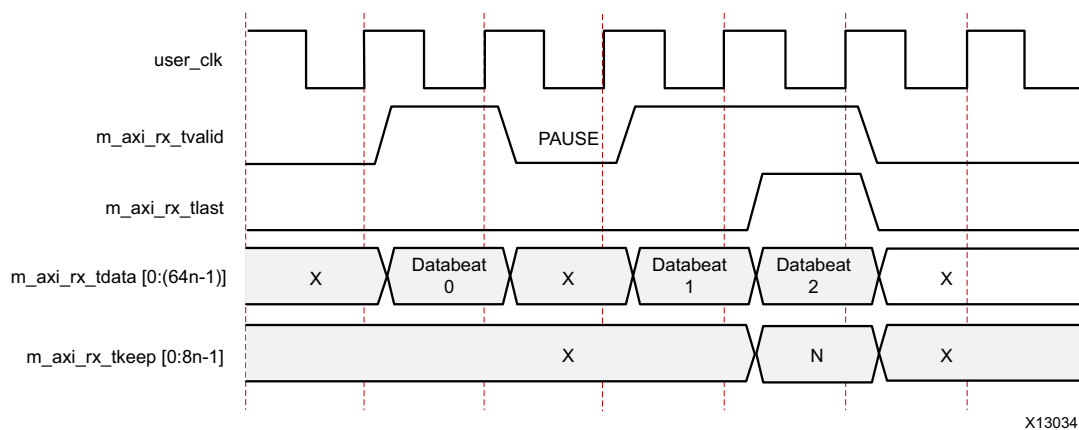 user_clk
m_axi_rx_tvalid
PAUSE
m_axi_rx_tlast
m_axi_rx_tdata [0:(64n-1)]
X
Databeat
0
X
Databeat
1
Databeat
2
X
m_axi_rx_tkeep [0:8n-1]
X
N
X
X13034